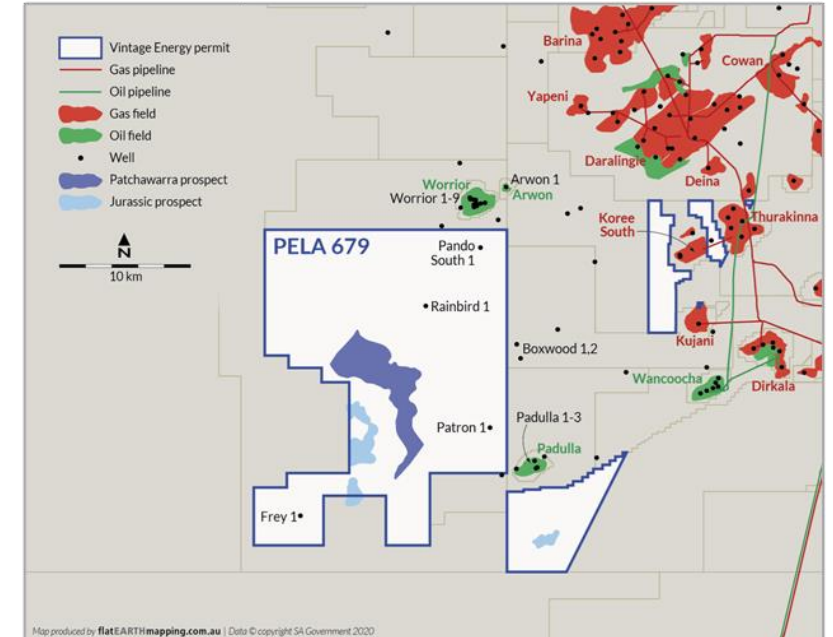 Vintage Energy permit
Gas pipeline
Oil pipeline
Gas field
Oil field
Well
Patchawarra prospect
Jurassic prospect
N
10 km
Barina
Cowan
Yapeni
Daralingie
Deina
Worrior
Worrior 1-9
Arwon 1
Arwon
Koree
South
Thurakinna
PELA 679
Pando
South 1
Rainbird 1
Kujani
Boxwood 1,2
Wancoocha
Dirkala
Patron 1
Padulla 1-3
Padulla
Frey 1
Map produced by flatEARTHmapping.com.au | Data © copyright SA Government 2020